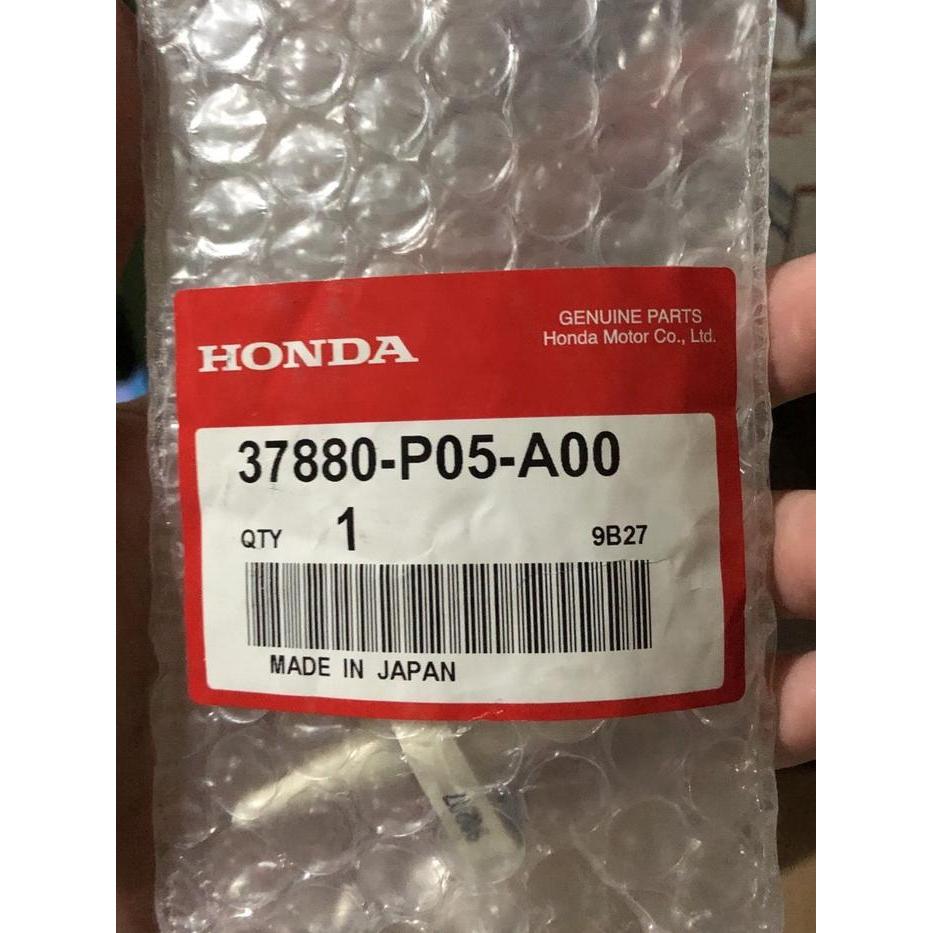 HONDA
GENUINE PARTS
Honda Motor Co., Ltd.
37880-P05-A00
QTY 1 9B27
MADE IN JAPAN